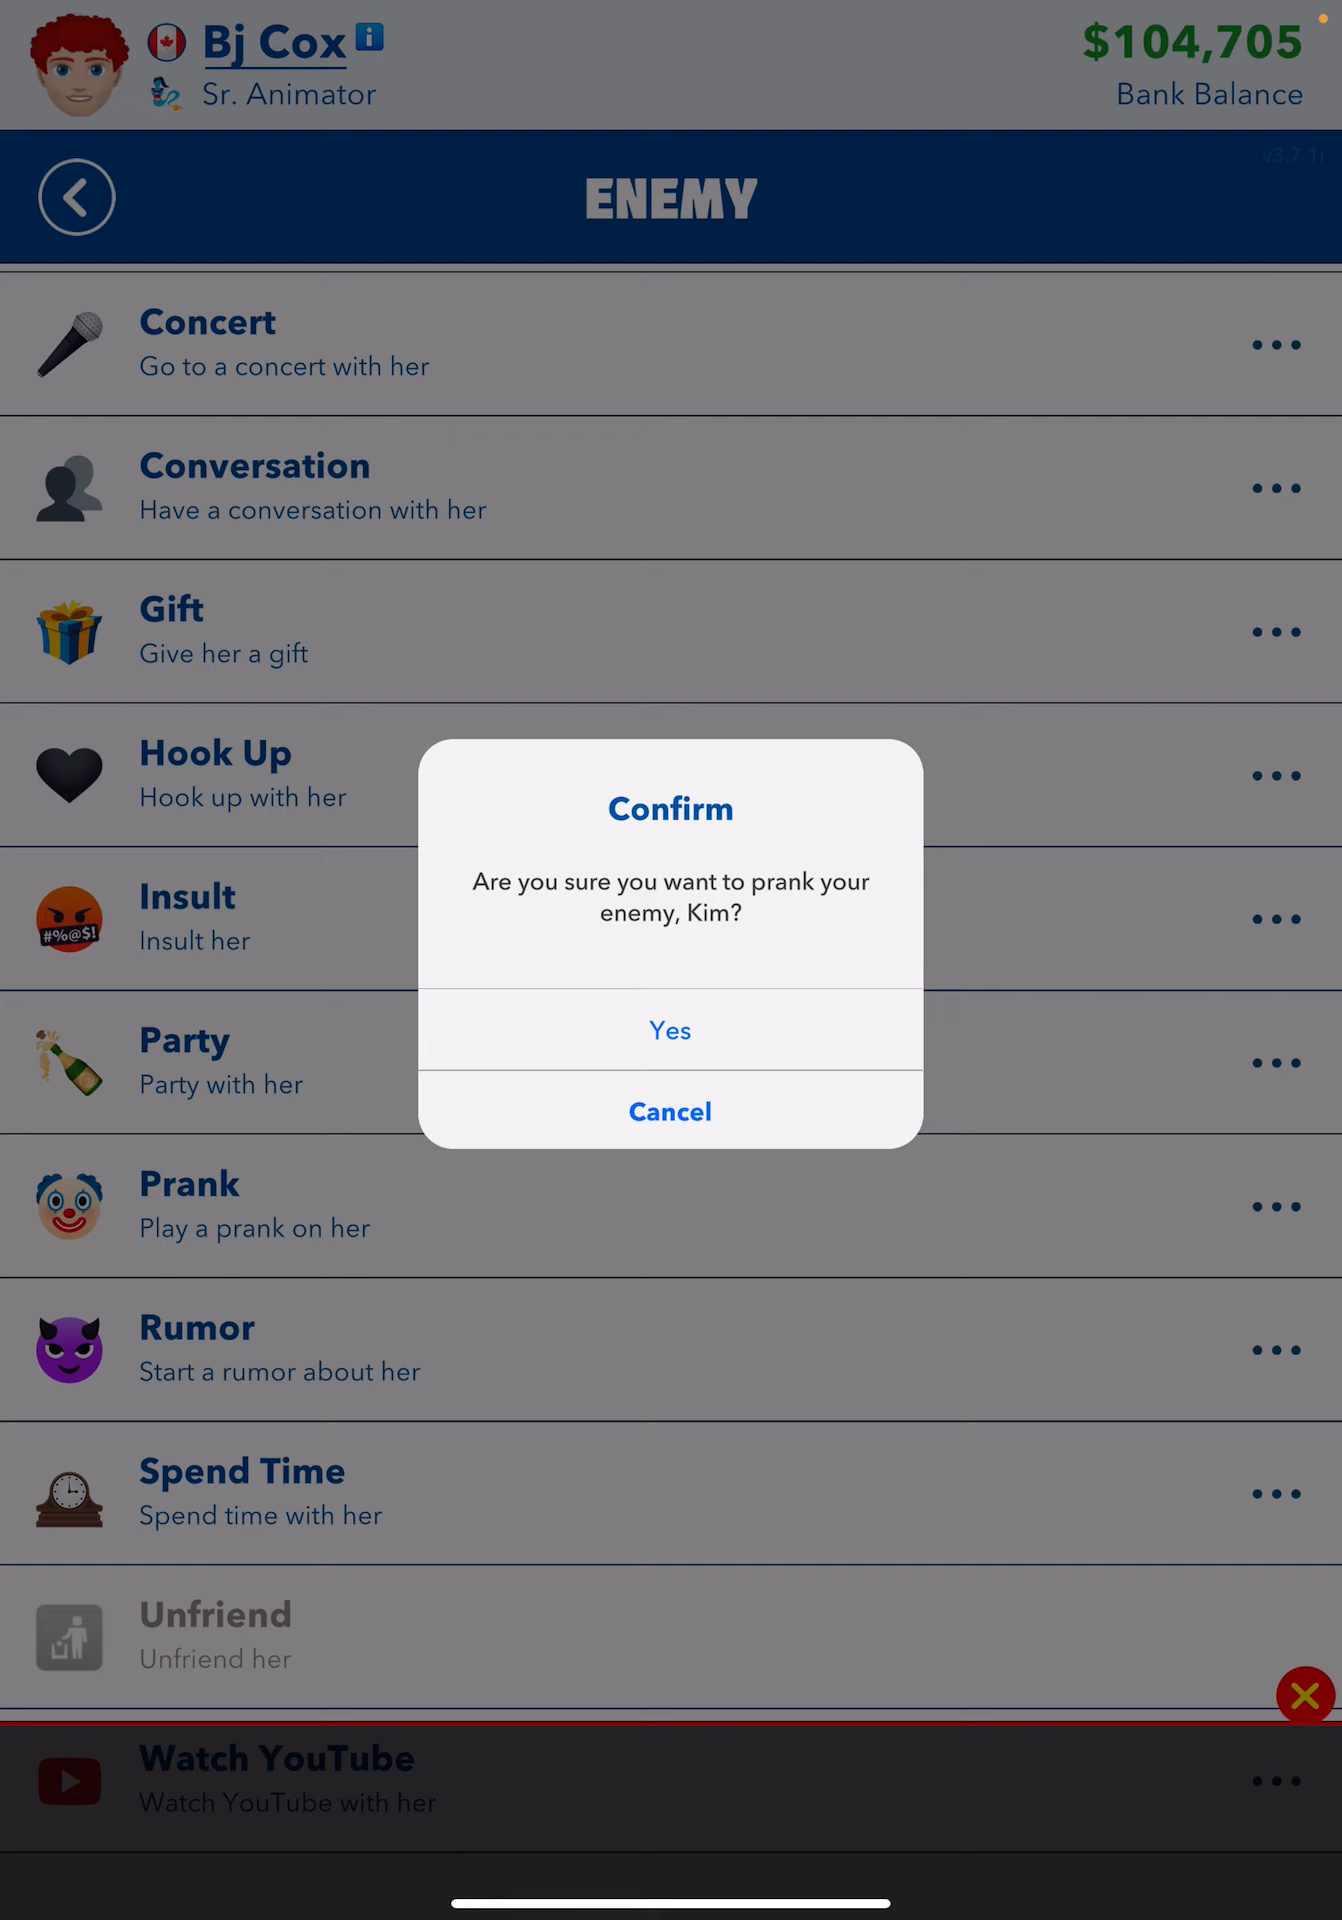 Bj Cox
Sr. Animator
$104,705
Bank Balance
v3.7.1i
ENEMY
Concert
Go to a concert with her
Conversation
Have a conversation with her
Gift
Give her a gift
Hook Up
Hook up with her
Confirm
Are you sure you want to prank your
enemy, Kim?
Yes
Cancel
Insult
#%@$!
Insult her
Party
Party with her
Prank
Play a prank on her
Rumor
Start a rumor about her
Spend Time
Spend time with her
Unfriend
Unfriend her
Watch YouTube
Watch YouTube with her